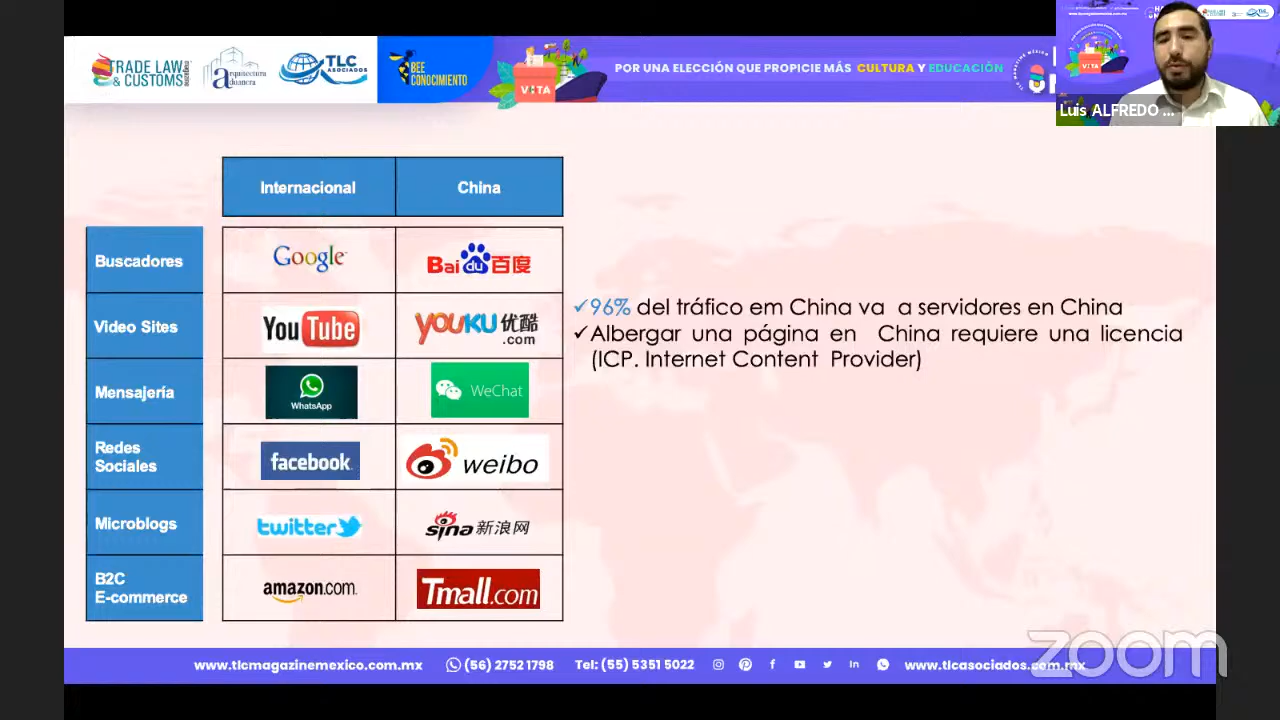 TRADE LAW
& CUSTOMS
arquitectura
aduanera
TLC
ASOCIADOS
BEE
CONOCIMIENTO
VOTA
POR UNA ELECCIÓN QUE PROPICIE MÁS CULTURA Y EDUCACIÓN
Luis ALFREDO ...
Internacional
China
Buscadores
Google
Baidu百度
Video Sites
YouTube
YOUKU优酷
.com
Mensajería
WhatsApp
WeChat
Redes
Sociales
facebook
weibo
Microblogs
twitter
sina新浪网
B2C
E-commerce
amazon.com
Tmall.com
✓96% del tráfico em China va a servidores en China
✓Albergar una página en China requiere una licencia
(ICP. Internet Content Provider)
www.tlcmagazinemexico.com.mx
(56) 2752 1798
Tel: (55) 5351 5022
www.tlcasociados.com.mx
zoom